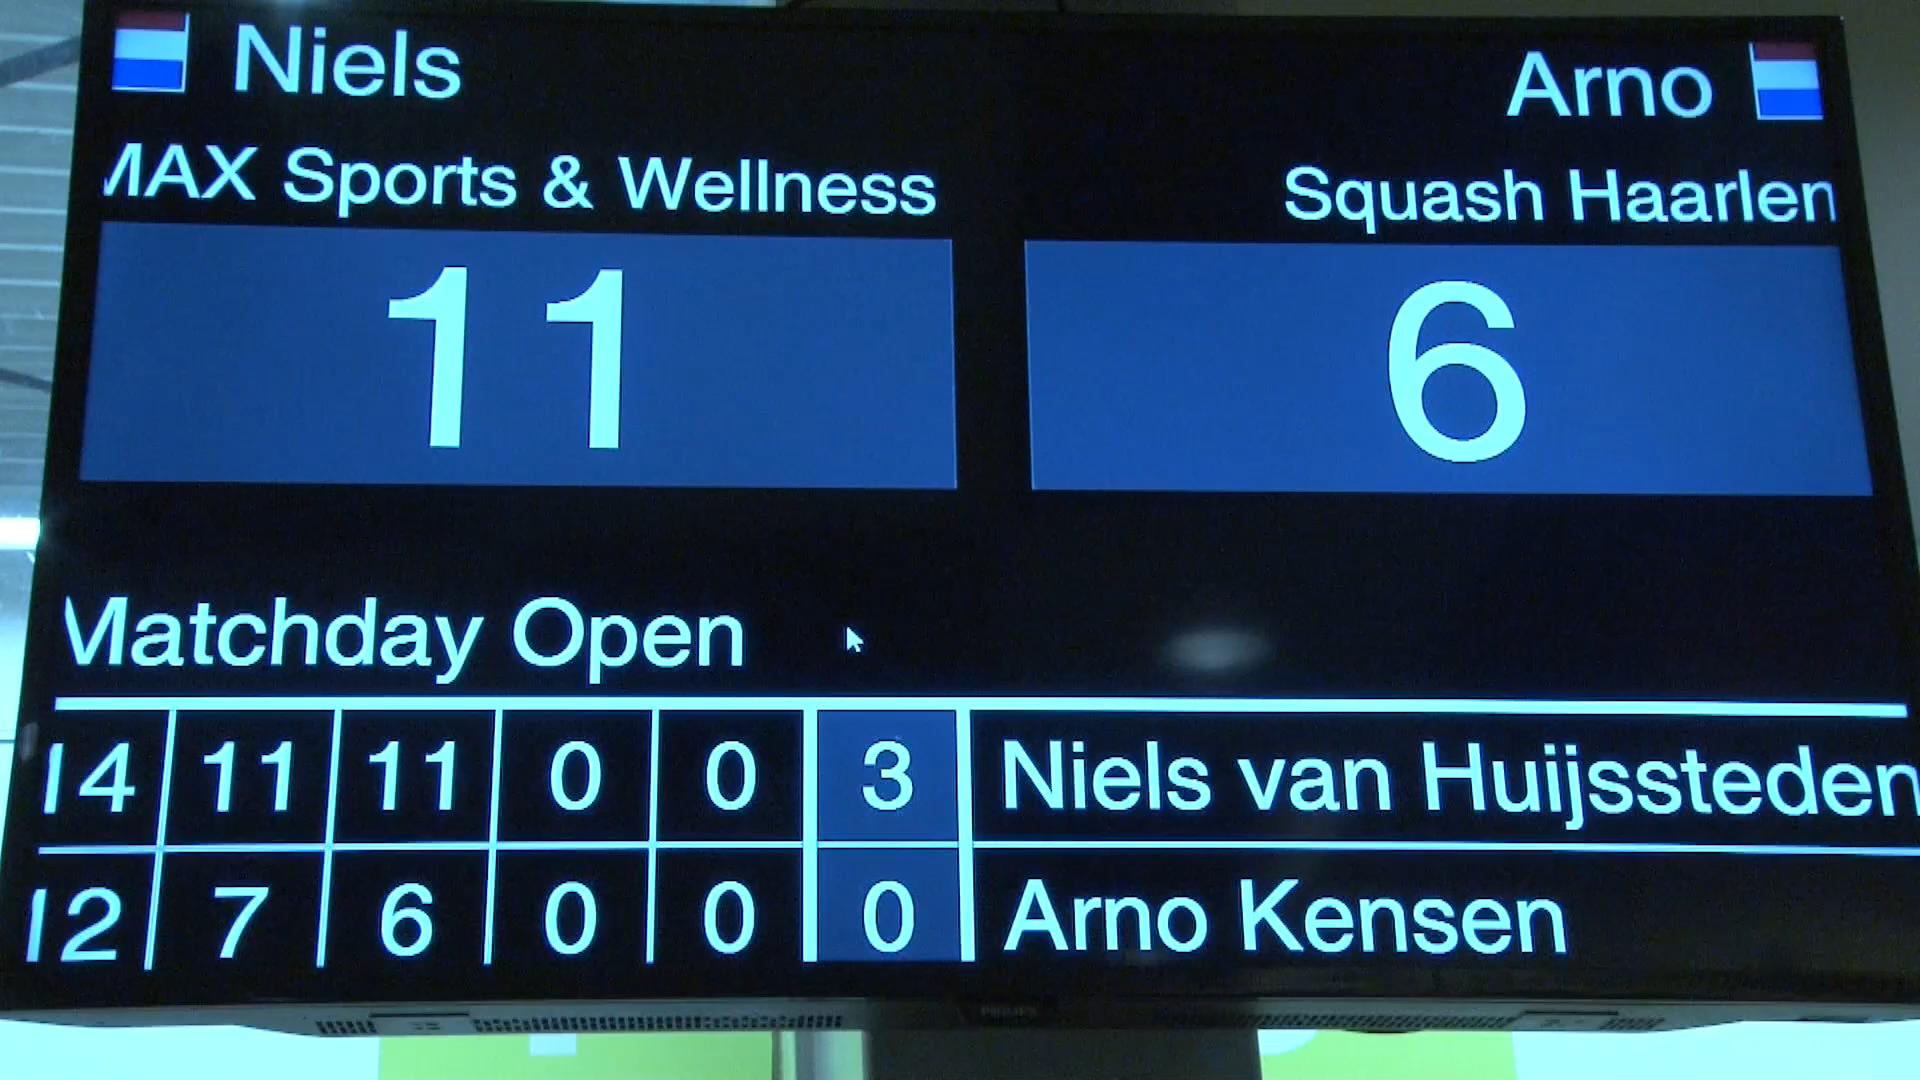 Niels
Arno
MAX Sports & Wellness
Squash Haarlem
11
6
Matchday Open
14 11 11 0 0 3 Niels van Huijssteden
12 7 6 0 0 0 Arno Kensen
PHILIPS